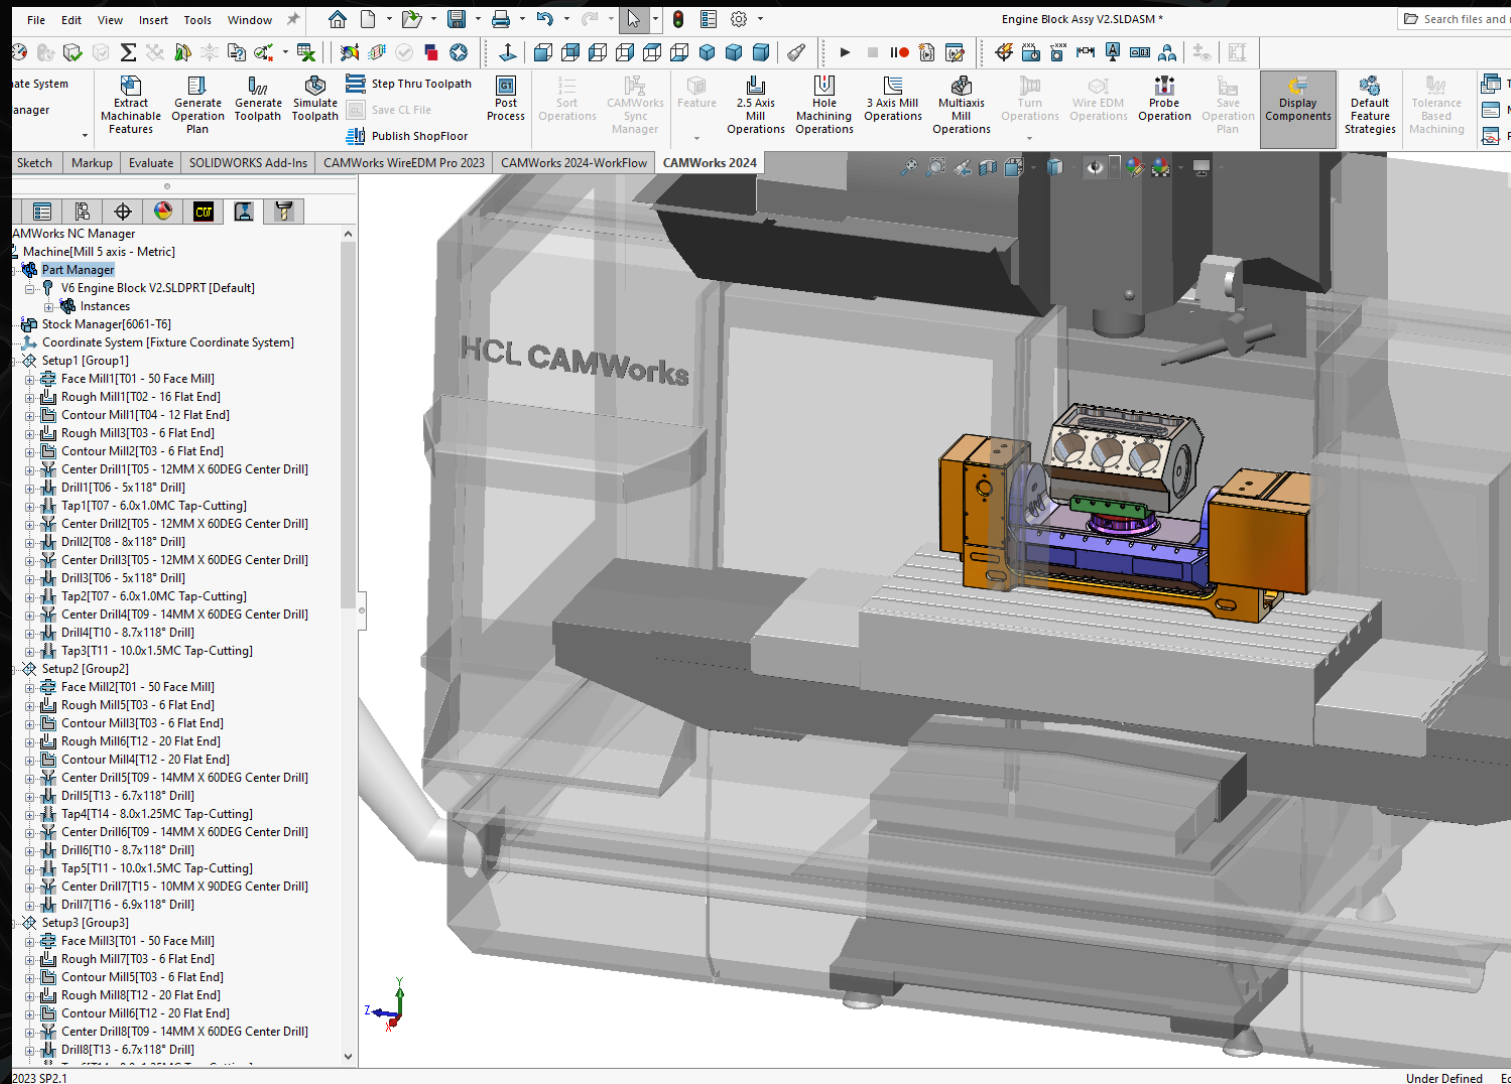 File Edit View Insert Tools Window
Engine Block Assy V2.SLDASM *
Search files and
ate System
anager
Extract Machinable Features
Generate Operation Plan
Generate Toolpath
Simulate Toolpath
Step Thru Toolpath
Save CL File
Publish ShopFloor
G1
Post Process
Sort Operations
CAMWorks Sync Manager
Feature
2.5 Axis Mill Operations
Hole Machining Operations
3 Axis Mill Operations
Multiaxis Mill Operations
Turn Operations
Wire EDM Operations
Probe Operation
Save Operation Plan
Display Components
Default Feature Strategies
Tolerance Based Machining
Sketch Markup Evaluate SOLIDWORKS Add-Ins CAMWorks WireEDM Pro 2023 CAMWorks 2024-WorkFlow CAMWorks 2024
AMWorks NC Manager
Machine[Mill 5 axis - Metric]
Part Manager
V6 Engine Block V2.SLDPRT [Default]
Instances
Stock Manager[6061-T6]
Coordinate System [Fixture Coordinate System]
Setup1 [Group1]
Face Mill1[T01 - 50 Face Mill]
Rough Mill1[T02 - 16 Flat End]
Contour Mill1[T04 - 12 Flat End]
Rough Mill3[T03 - 6 Flat End]
Contour Mill2[T03 - 6 Flat End]
Center Drill1[T05 - 12MM X 60DEG Center Drill]
Drill1[T06 - 5x118° Drill]
Tap1[T07 - 6.0x1.0MC Tap-Cutting]
Center Drill2[T05 - 12MM X 60DEG Center Drill]
Drill2[T08 - 8x118° Drill]
Center Drill3[T05 - 12MM X 60DEG Center Drill]
Drill3[T06 - 5x118° Drill]
Tap2[T07 - 6.0x1.0MC Tap-Cutting]
Center Drill4[T09 - 14MM X 60DEG Center Drill]
Drill4[T10 - 8.7x118° Drill]
Tap3[T11 - 10.0x1.5MC Tap-Cutting]
Setup2 [Group2]
Face Mill2[T01 - 50 Face Mill]
Rough Mill5[T03 - 6 Flat End]
Contour Mill3[T03 - 6 Flat End]
Rough Mill6[T12 - 20 Flat End]
Contour Mill4[T12 - 20 Flat End]
Center Drill5[T09 - 14MM X 60DEG Center Drill]
Drill5[T13 - 6.7x118° Drill]
Tap4[T14 - 8.0x1.25MC Tap-Cutting]
Center Drill6[T09 - 14MM X 60DEG Center Drill]
Drill6[T10 - 8.7x118° Drill]
Tap5[T11 - 10.0x1.5MC Tap-Cutting]
Center Drill7[T15 - 10MM X 90DEG Center Drill]
Drill7[T16 - 6.9x118° Drill]
Setup3 [Group3]
Face Mill3[T01 - 50 Face Mill]
Rough Mill7[T03 - 6 Flat End]
Contour Mill5[T03 - 6 Flat End]
Rough Mill8[T12 - 20 Flat End]
Contour Mill6[T12 - 20 Flat End]
Center Drill8[T09 - 14MM X 60DEG Center Drill]
Drill8[T13 - 6.7x118° Drill]
HCL CAMWorks
Y
Z
X
2023 SP2.1
Under Defined